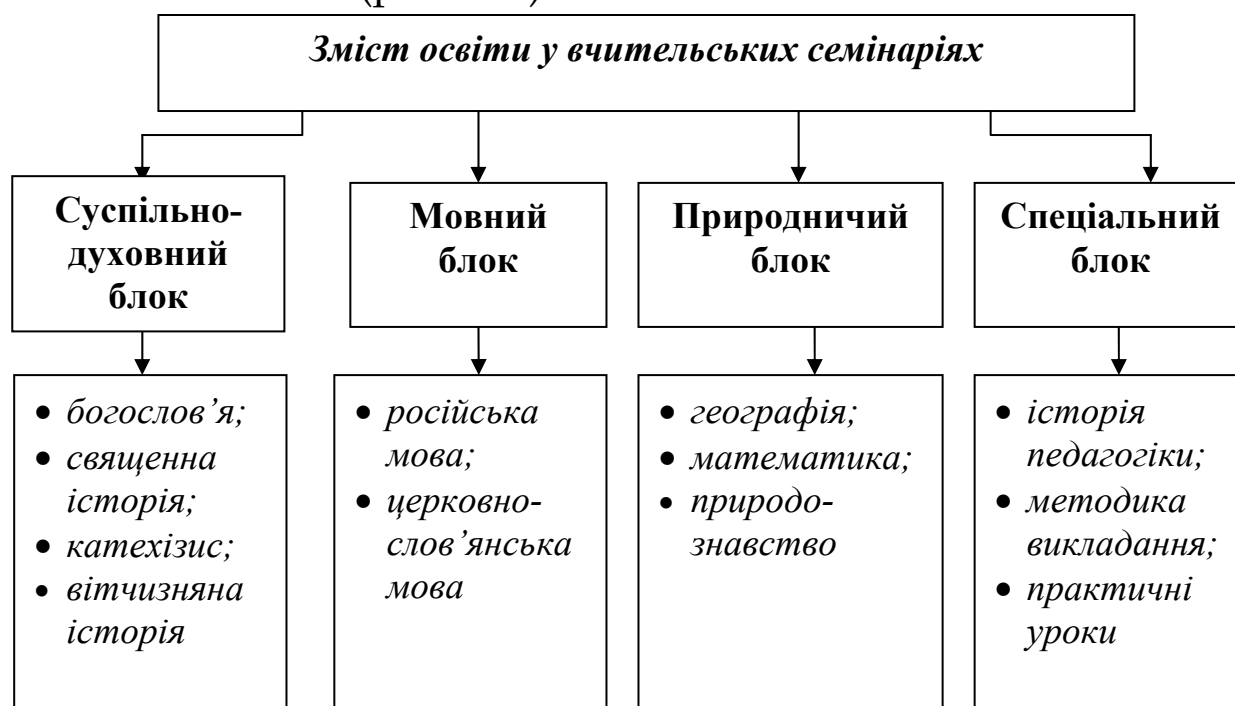 Зміст освіти у вчительських семінаріях
Суспільно-
духовний
блок
Мовний
блок
Природничий
блок
Спеціальний
блок
• богослов’я;
• священна
історія;
• катехізис;
• вітчизняна
історія
• російська
мова;
• церковно-
слов’янська
мова
• географія;
• математика;
• природо-
знавство
• історія
педагогіки;
• методика
викладання;
• практичні
уроки